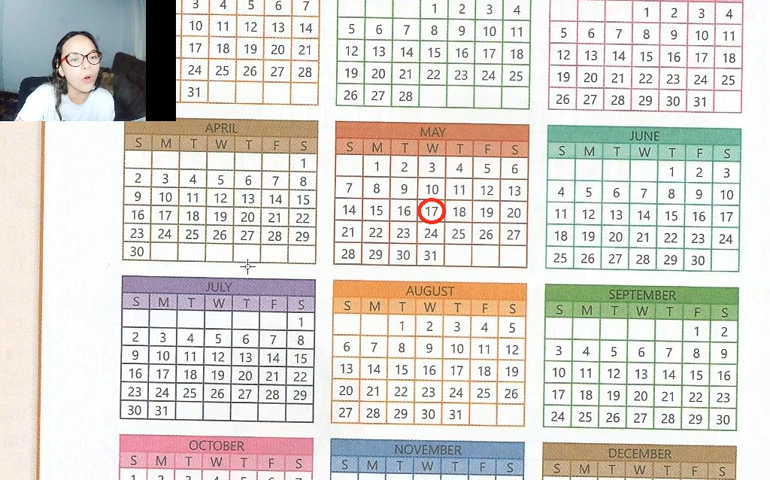 3 4 5 6 7
10 11 12 13 14
17 18 19 20 21
24 25 26 27 28
31
1 2 3 4
5 6 7 8 9 10 11
12 13 14 15 16 17 18
19 20 21 22 23 24 25
26 27 28
1 2 3 4
5 6 7 8 9 10 11
12 13 14 15 16 17 18
19 20 21 22 23 24 25
26 27 28 29 30 31
APRIL
S M T W T F S
1
2 3 4 5 6 7 8
9 10 11 12 13 14 15
16 17 18 19 20 21 22
23 24 25 26 27 28 29
30
MAY
S M T W T F S
1 2 3 4 5 6
7 8 9 10 11 12 13
14 15 16 17 18 19 20
21 22 23 24 25 26 27
28 29 30 31
JUNE
S M T W T F S
1 2 3
4 5 6 7 8 9 10
11 12 13 14 15 16 17
18 19 20 21 22 23 24
25 26 27 28 29 30
JULY
S M T W T F S
1
2 3 4 5 6 7 8
9 10 11 12 13 14 15
16 17 18 19 20 21 22
23 24 25 26 27 28 29
30 31
AUGUST
S M T W T F S
1 2 3 4 5
6 7 8 9 10 11 12
13 14 15 16 17 18 19
20 21 22 23 24 25 26
27 28 29 30 31
SEPTEMBER
S M T W T F S
1 2
3 4 5 6 7 8 9
10 11 12 13 14 15 16
17 18 19 20 21 22 23
24 25 26 27 28 29 30
OCTOBER
S M T W T F S
1 2 3 4 5 6 7
NOVEMBER
S M T W T F S
DECEMBER
S M T W T F S